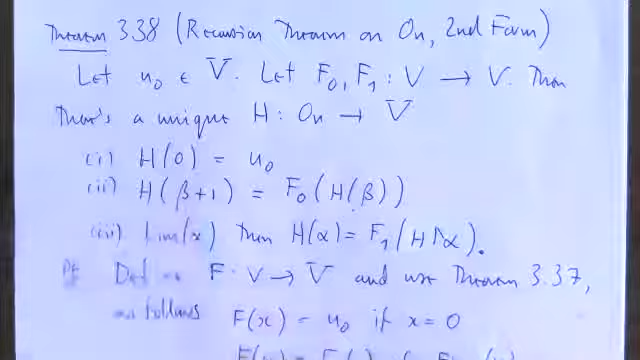 Theorem 3.38 (Recursion Theorem on On, 2nd Form)
Let u₀ ∈ V. Let F₀, F₁ : V → V. Then
there's a unique H : On → V
(i) H(0) = u₀
(ii) H(β+1) = F₀(H(β))
(iii) Lim(α) then H(α) = F₁(H↾α).
Pf Define F : V → V and use Theorem 3.37,
as follows F(x) = u₀ if x = 0